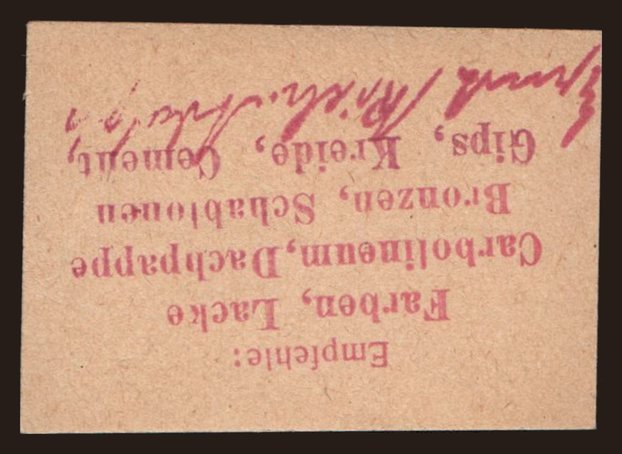 Empfehle:
Farben, Lacke
Carbolineum, Dachpappe
Bronzen, Schablonen
Gips, Kreide, Cement,